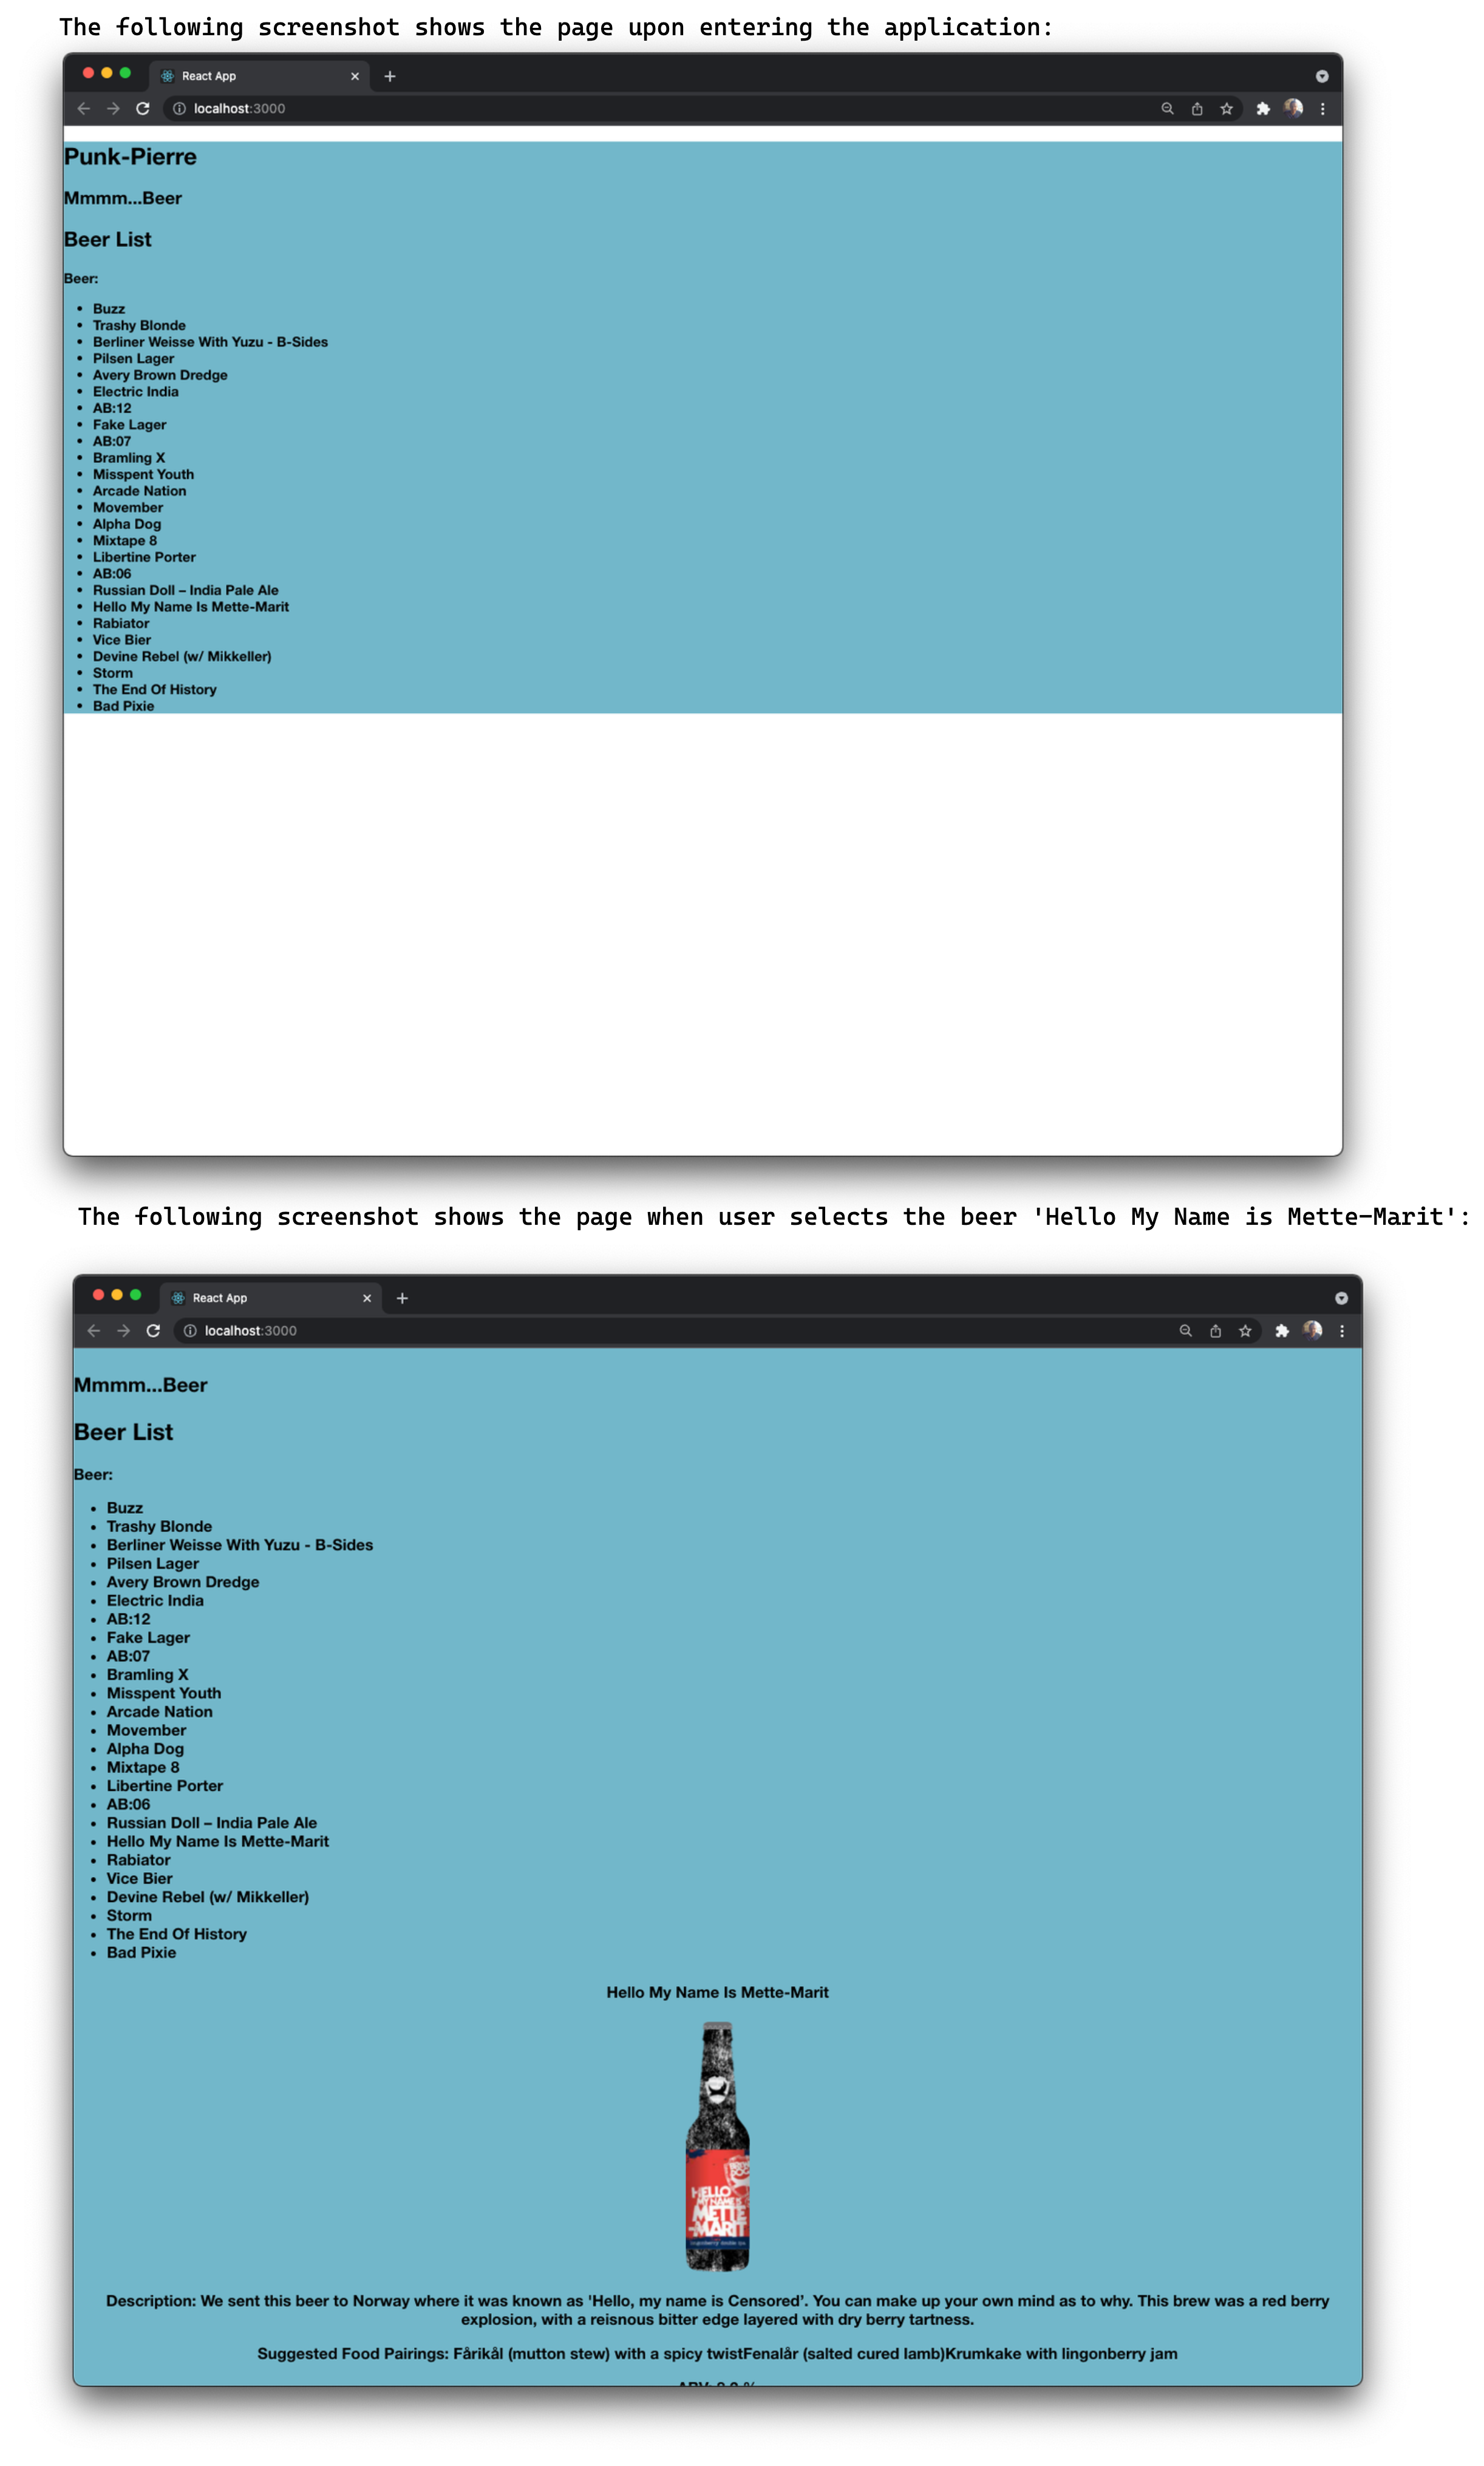 The following screenshot shows the page upon entering the application:
React App
localhost:3000
Punk-Pierre
Mmmm...Beer
Beer List
Beer:
Buzz
Trashy Blonde
Berliner Weisse With Yuzu - B-Sides
Pilsen Lager
Avery Brown Dredge
Electric India
AB:12
Fake Lager
AB:07
Bramling X
Misspent Youth
Arcade Nation
Movember
Alpha Dog
Mixtape 8
Libertine Porter
AB:06
Russian Doll – India Pale Ale
Hello My Name Is Mette-Marit
Rabiator
Vice Bier
Devine Rebel (w/ Mikkeller)
Storm
The End Of History
Bad Pixie
The following screenshot shows the page when user selects the beer 'Hello My Name is Mette-Marit':
React App
localhost:3000
Mmmm...Beer
Beer List
Beer:
Buzz
Trashy Blonde
Berliner Weisse With Yuzu - B-Sides
Pilsen Lager
Avery Brown Dredge
Electric India
AB:12
Fake Lager
AB:07
Bramling X
Misspent Youth
Arcade Nation
Movember
Alpha Dog
Mixtape 8
Libertine Porter
AB:06
Russian Doll – India Pale Ale
Hello My Name Is Mette-Marit
Rabiator
Vice Bier
Devine Rebel (w/ Mikkeller)
Storm
The End Of History
Bad Pixie
Hello My Name Is Mette-Marit
HELLO
MY NAME IS
METTE
-MARIT
Description: We sent this beer to Norway where it was known as 'Hello, my name is Censored’. You can make up your own mind as to why. This brew was a red berry
explosion, with a reisnous bitter edge layered with dry berry tartness.
Suggested Food Pairings: Fårikål (mutton stew) with a spicy twistFenalår (salted cured lamb)Krumkake with lingonberry jam